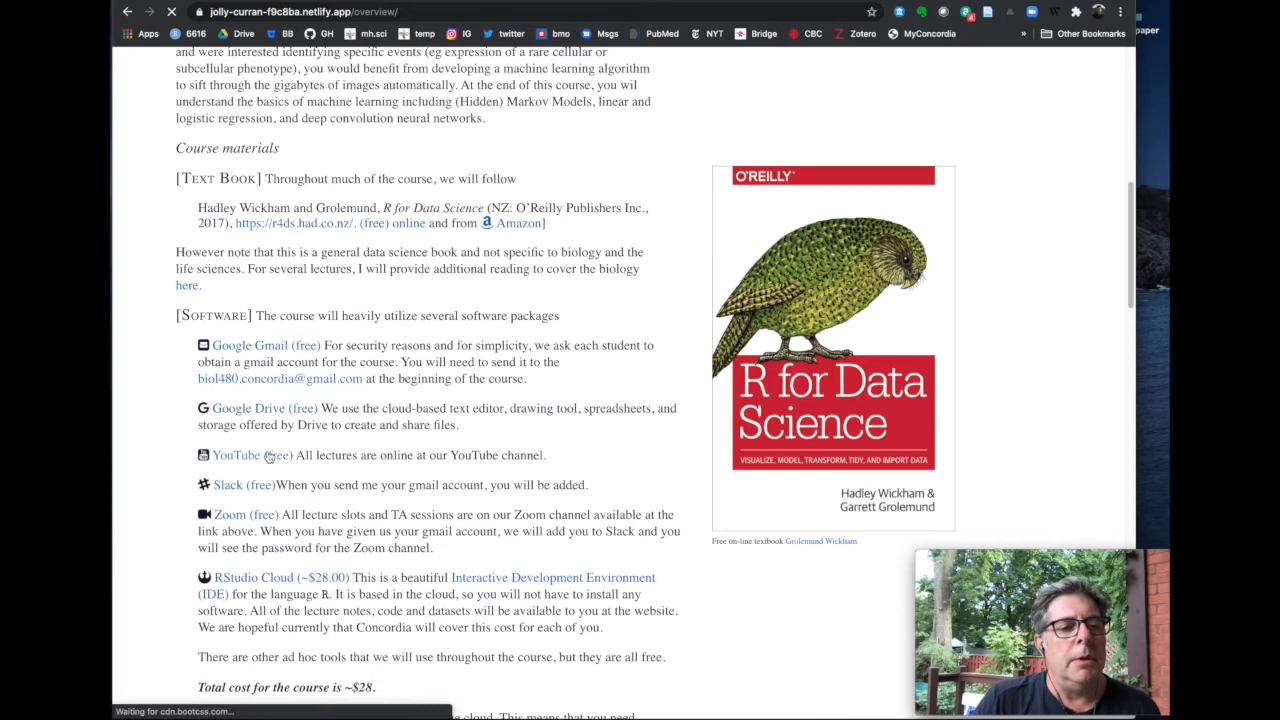 jolly-curran-f9c8ba.netlify.app/overview/
4
Apps R 6616 Drive BB GH mh.sci temp IG twitter bmo Msgs PubMed NYT Bridge CBC Zotero MyConcordia » Other Bookmarks
paper
and were interested identifying specific events (eg expression of a rare cellular or
subcellular phenotype), you would benefit from developing a machine learning algorithm
to sift through the gigabytes of images automatically. At the end of this course, you wil
understand the basics of machine learning including (Hidden) Markov Models, linear and
logistic regression, and deep convolution neural networks.
Course materials
[TEXT BOOK] Throughout much of the course, we will follow
Hadley Wickham and Grolemund, R for Data Science (NZ: O'Reilly Publishers Inc.,
2017), https://r4ds.had.co.nz/. (free) online and from Amazon]
However note that this is a general data science book and not specific to biology and the
life sciences. For several lectures, I will provide additional reading to cover the biology
here.
[SOFTWARE] The course will heavily utilize several software packages
Google Gmail (free) For security reasons and for simplicity, we ask each student to
obtain a gmail account for the course. You will need to send it to the
biol480.concordia@gmail.com at the beginning of the course.
Google Drive (free) We use the cloud-based text editor, drawing tool, spreadsheets, and
storage offered by Drive to create and share files.
YouTube (free) All lectures are online at our YouTube channel.
Slack (free)When you send me your gmail account, you will be added.
Zoom (free) All lecture slots and TA sessions are on our Zoom channel available at the
link above. When you have given us your gmail account, we will add you to Slack and you
will see the password for the Zoom channel.
RStudio Cloud (~$28.00) This is a beautiful Interactive Development Environment
(IDE) for the language R. It is based in the cloud, so you will not have to install any
software. All of the lecture notes, code and datasets will be available to you at the website.
We are hopeful currently that Concordia will cover this cost for each of you.
There are other ad hoc tools that we will use throughout the course, but they are all free.
Total cost for the course is ~$28.
e cloud. This means that you need
Waiting for cdn.bootcss.com...
O'REILLY
R for Data
Science
VISUALIZE, MODEL, TRANSFORM, TIDY, AND IMPORT DATA
Hadley Wickham &
Garrett Grolemund
Free on-line textbook Grolemund Wickham